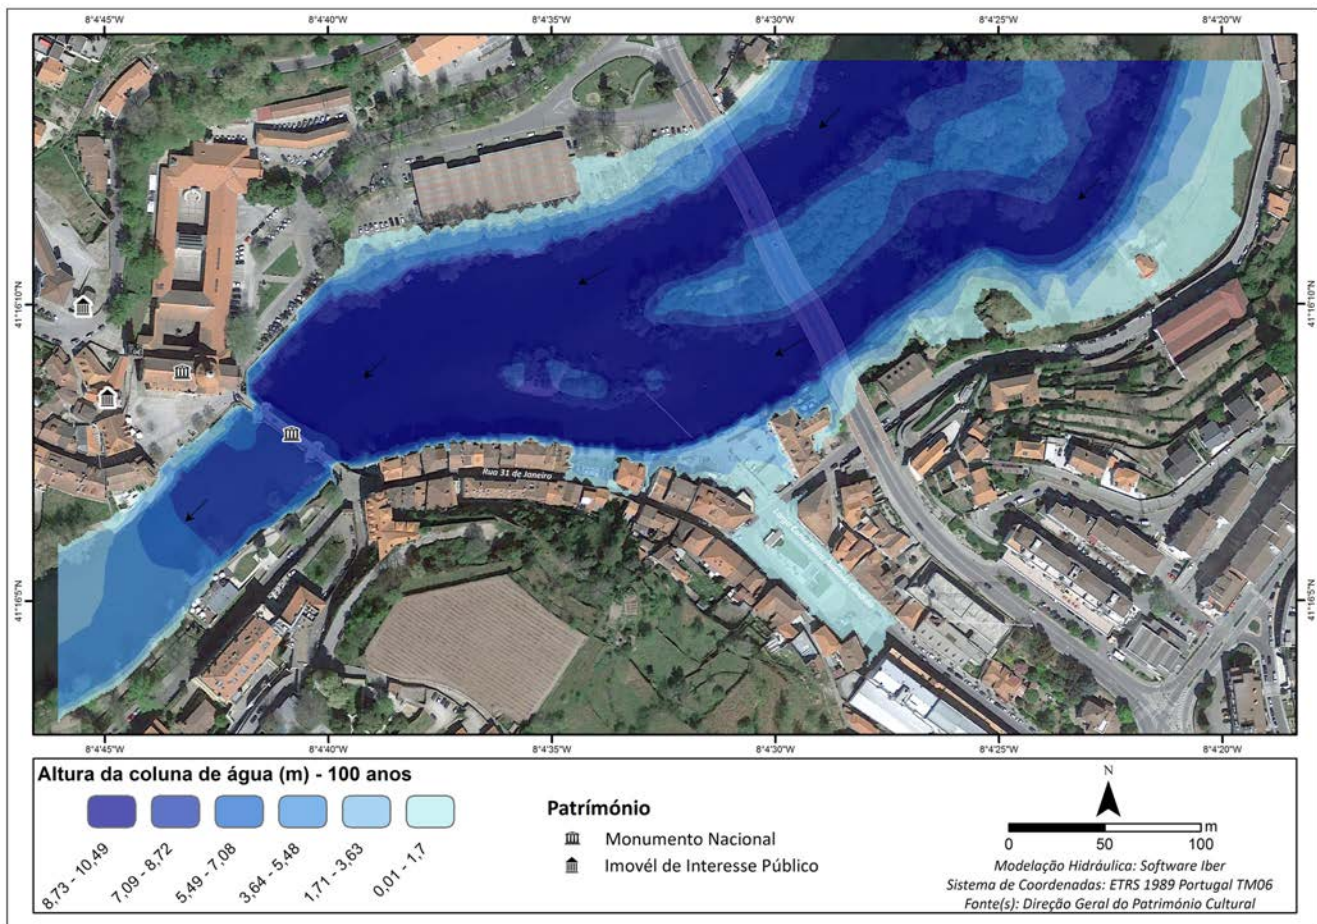 8°4'45"W 8°4'40"W 8°4'35"W 8°4'30"W 8°4'25"W 8°4'20"W
41°16'10"N 41°16'10"N
Rua 31 de Janeiro
Largo
41°16'5"N
8°4'45"W 8°4'40"W 8°4'35"W 8°4'30"W 8°4'25"W 8°4'20"W
Altura da coluna de água (m) - 100 anos
8,73 - 10,49 7,09 - 8,72 5,49 - 7,08 3,64 - 5,48 1,71 - 3,63 0,01 - 1,7
Patrímónio
Monumento Nacional
Imovél de Interesse Público
N
m
0 50 100
Modelação Hidráulica: Software Iber
Sistema de Coordenadas: ETRS 1989 Portugal TM06
Fonte(s): Direção Geral do Património Cultural